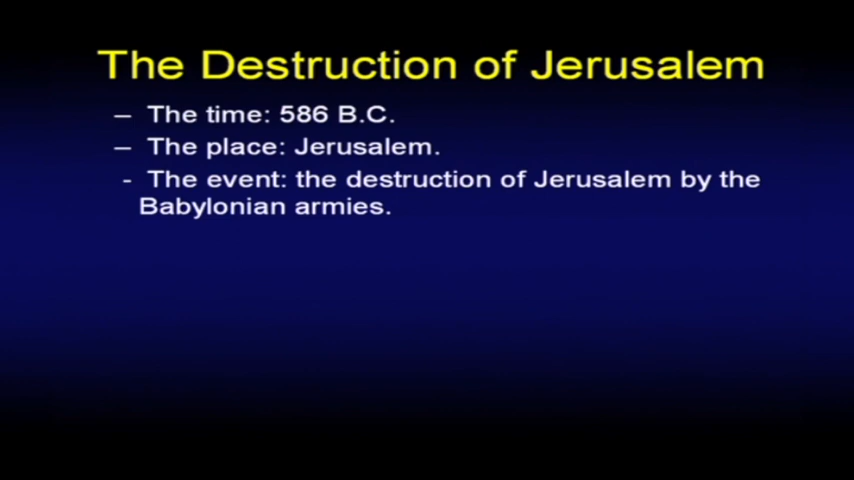 The Destruction of Jerusalem
– The time: 586 B.C.
– The place: Jerusalem.
- The event: the destruction of Jerusalem by the
Babylonian armies.